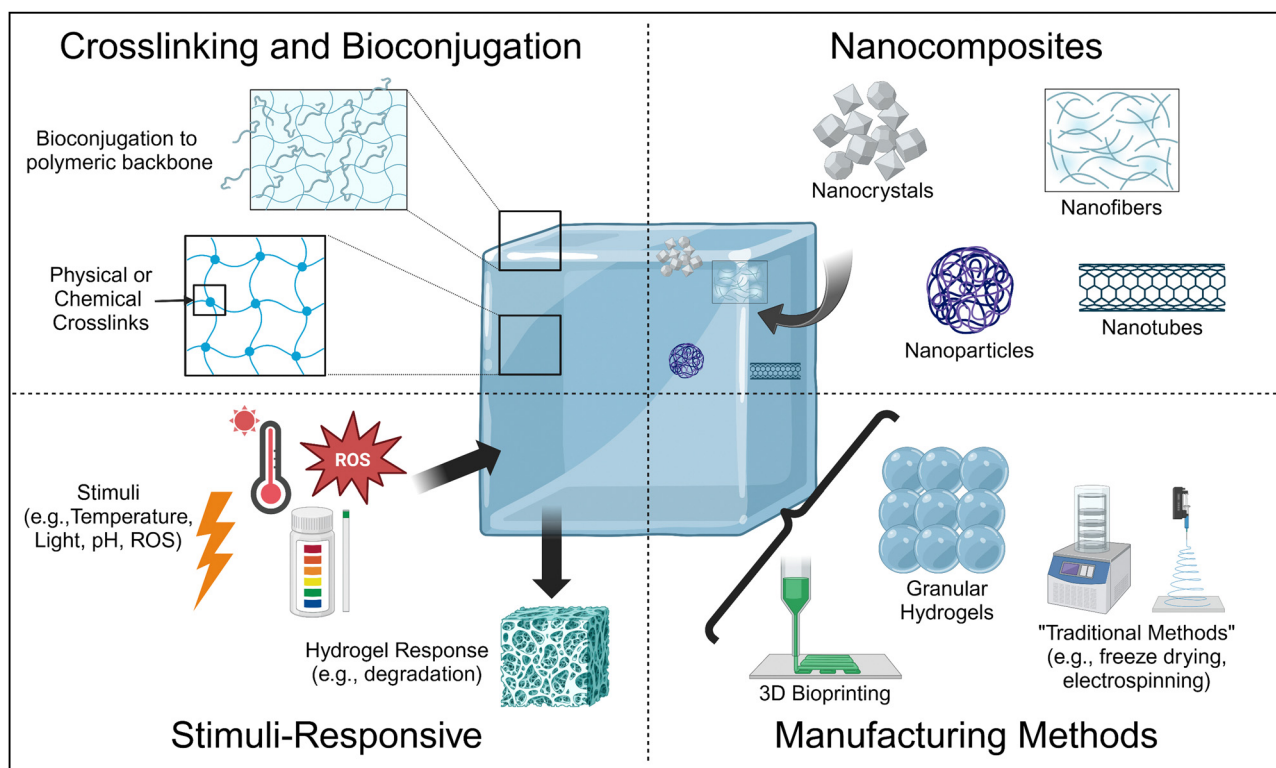 Crosslinking and Bioconjugation
Bioconjugation to
polymeric backbone
Physical or
Chemical
Crosslinks
Nanocomposites
Nanocrystals
Nanofibers
Nanoparticles
Nanotubes
ROS
Stimuli
(e.g.,Temperature,
Light, pH, ROS)
Hydrogel Response
(e.g., degradation)
Stimuli-Responsive
Granular
Hydrogels
3D Bioprinting
"Traditional Methods"
(e.g., freeze drying,
electrospinning)
Manufacturing Methods